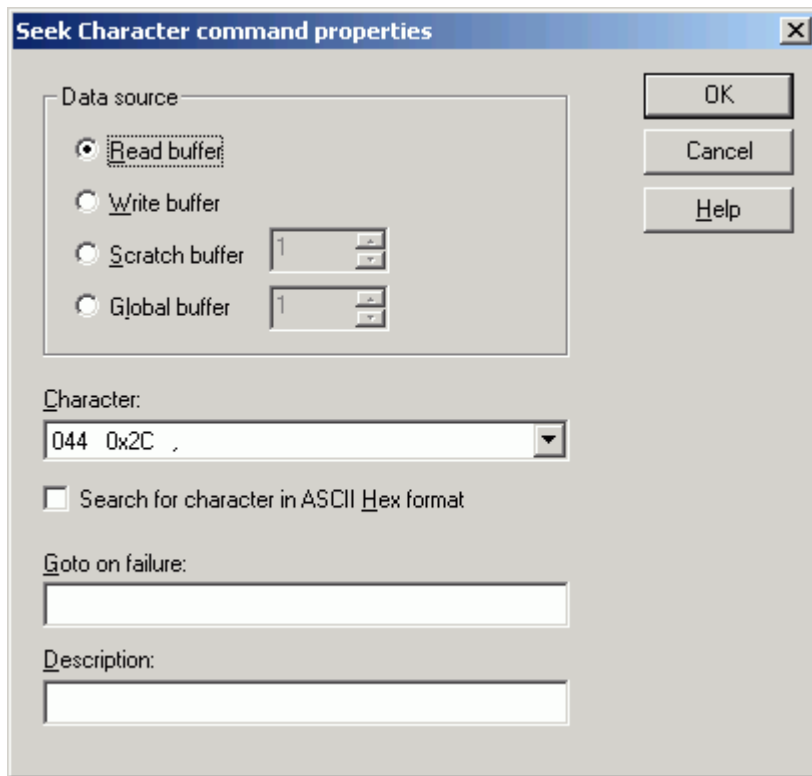 Seek Character command properties
Data source
OK
Read buffer
Cancel
Write buffer
Help
Scratch buffer 1
Global buffer 1
Character:
044 0x2C ,
Search for character in ASCII Hex format
Goto on failure:
Description: